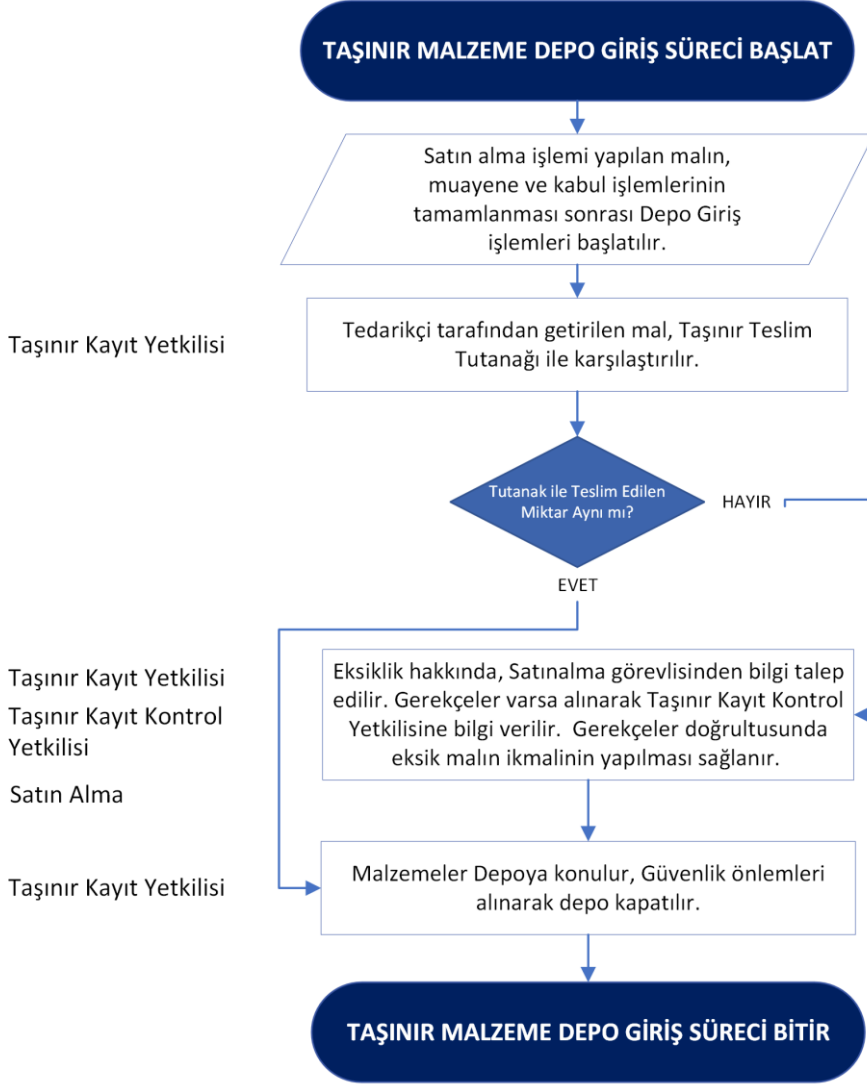 TAŞINIR MALZEME DEPO GİRİŞ SÜRECİ BAŞLAT
Satın alma işlemi yapılan malın,
muayene ve kabul işlemlerinin
tamamlanması sonrası Depo Giriş
işlemleri başlatılır.
Taşınır Kayıt Yetkilisi
Tedarikçi tarafından getirilen mal, Taşınır Teslim
Tutanağı ile karşılaştırılır.
Tutanak ile Teslim Edilen
Miktar Aynı mı?
HAYIR
EVET
Taşınır Kayıt Yetkilisi
Taşınır Kayıt Kontrol
Yetkilisi
Satın Alma
Eksiklik hakkında, Satınalma görevlisinden bilgi talep
edilir. Gerekçeler varsa alınarak Taşınır Kayıt Kontrol
Yetkilisine bilgi verilir.  Gerekçeler doğrultusunda
eksik malın ikmalinin yapılması sağlanır.
Taşınır Kayıt Yetkilisi
Malzemeler Depoya konulur, Güvenlik önlemleri
alınarak depo kapatılır.
TAŞINIR MALZEME DEPO GİRİŞ SÜRECİ BİTİR